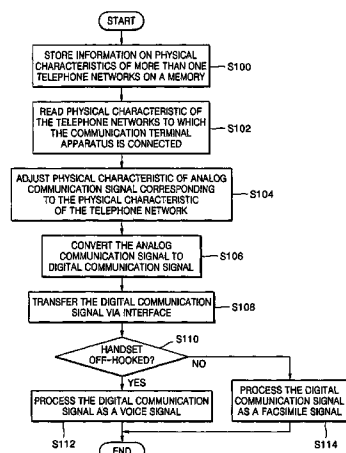 START
STORE INFORMATION ON PHYSICAL
CHARACTERISTICS OF MORE THAN ONE
TELEPHONE NETWORKS ON A MEMORY
S100
READ PHYSICAL CHARACTERISTIC OF
THE TELEPHONE NETWORKS TO WHICH
THE COMMUNICATION TERMINAL
APPARATUS IS CONNECTED
S102
ADJUST PHYSICAL CHARACTERISTIC OF ANALOG
COMMUNICATION SIGNAL CORRESPONDING
TO THE PHYSICAL CHARACTERISTIC
OF THE TELEPHONE NETWORK
S104
CONVERT THE ANALOG
COMMUNICATION SIGNAL TO
DIGITAL COMMUNICATION SIGNAL
S106
TRANSFER THE DIGITAL COMMUNICATION
SIGNAL VIA INTERFACE
S108
HANDSET
OFF-HOOKED?
S110
NO
YES
PROCESS THE DIGITAL COMMUNICATION
SIGNAL AS A VOICE SIGNAL
S112
PROCESS THE DIGITAL
COMMUNICATION SIGNAL
AS A FACSIMILE SIGNAL
S114
END